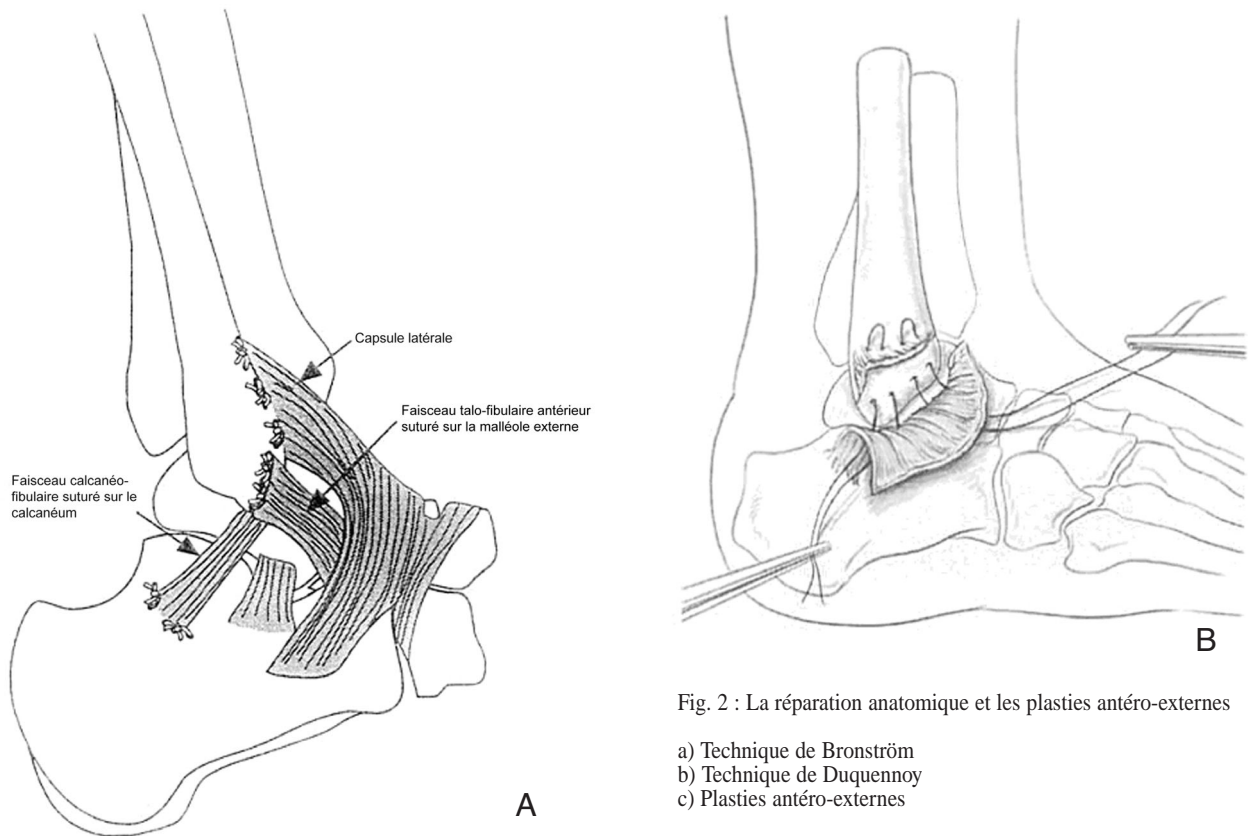 Capsule latérale
Faisceau talo-fibulaire antérieur
suturé sur la malléole externe
Faisceau calcanéo-
fibulaire suturé sur le
calcanéum
A
B
Fig. 2 : La réparation anatomique et les plasties antéro-externes
a) Technique de Bronström
b) Technique de Duquennoy
c) Plasties antéro-externes